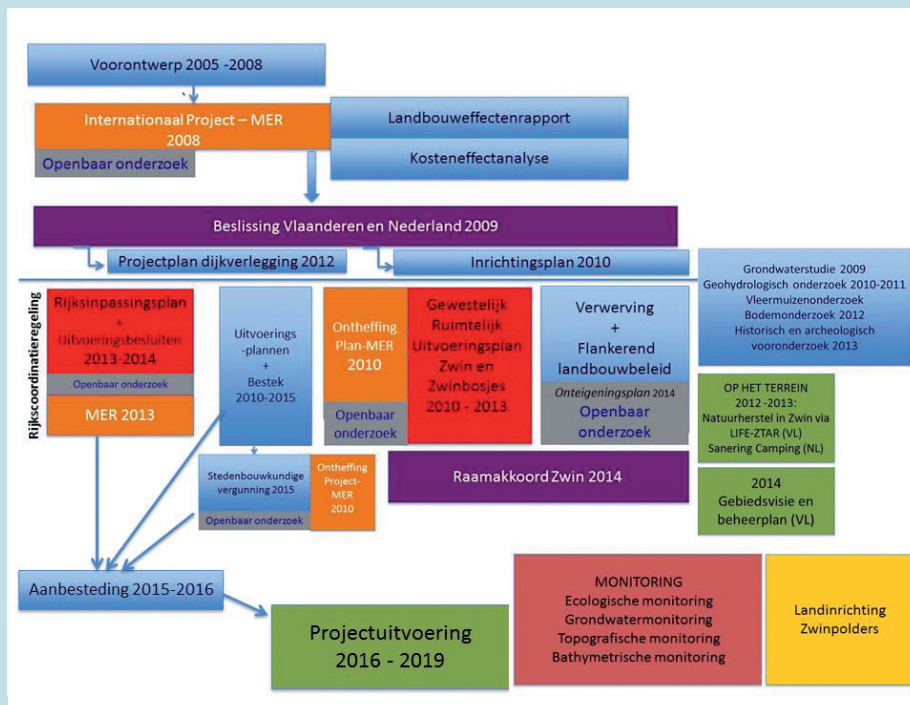 Voorontwerp 2005 -2008
Internationaal Project – MER
2008
Openbaar onderzoek
Landbouweffectenrapport
Kosteneffectanalyse
Beslissing Vlaanderen en Nederland 2009
Projectplan dijkverlegging 2012
Inrichtingsplan 2010
Rijkscoordinatieregeling
Rijksinpassingsplan
+
Uitvoeringsbesluiten
2013-2014
Openbaar onderzoek
MER 2013
Uitvoerings
-plannen
+
Bestek
2010-2015
Ontheffing
Plan-MER
2010
Openbaar
onderzoek
Gewestelijk
Ruimtelijk
Uitvoeringsplan
Zwin en
Zwinbosjes
2010 - 2013
Verwerving
+
Flankerend
landbouwbeleid
Onteigeningsplan 2014
Openbaar
onderzoek
Grondwaterstudie 2009
Geohydrologisch onderzoek 2010-2011
Vleermuizenonderzoek
Bodemonderzoek 2012
Historisch en archeologisch
vooronderzoek 2013
OP HET TERREIN
2012 -2013:
Natuurherstel in Zwin via
LIFE-ZTAR (VL)
Sanering Camping (NL)
Stedenbouwkundige
vergunning 2015
Openbaar onderzoek
Ontheffing
Project-
MER
2010
Raamakkoord Zwin 2014
2014
Gebiedsvisie en
beheerplan (VL)
Aanbesteding 2015-2016
Projectuitvoering
2016 - 2019
MONITORING
Ecologische monitoring
Grondwatermonitoring
Topografische monitoring
Bathymetrische monitoring
Landinrichting
Zwinpolders